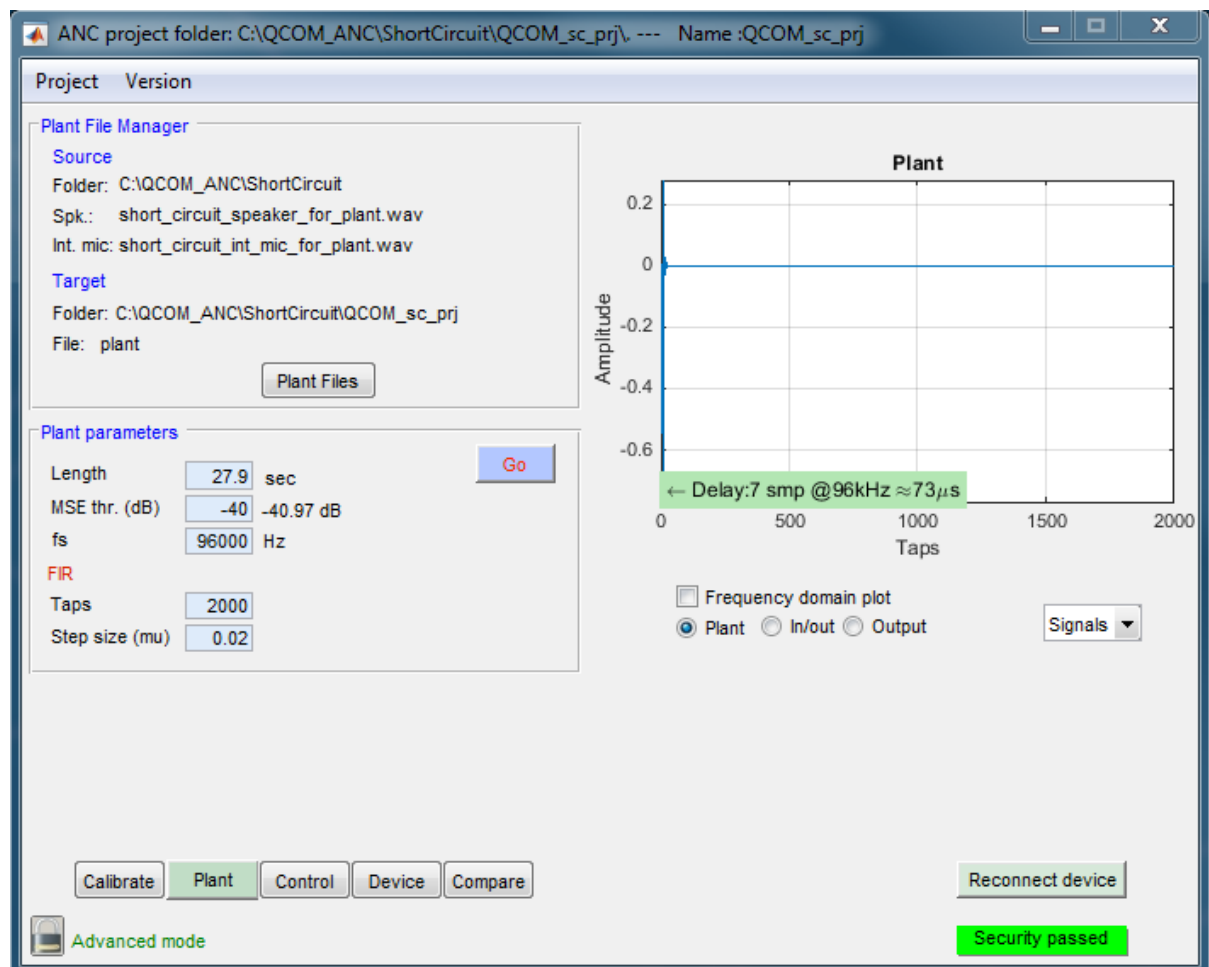 ANC project folder: C:\QCOM_ANC\ShortCircuit\QCOM_sc_prj\. --- Name :QCOM_sc_prj
Project Version
Plant File Manager
Source
Folder: C:\QCOM_ANC\ShortCircuit
Spk.: short_circuit_speaker_for_plant.wav
Int. mic: short_circuit_int_mic_for_plant.wav
Target
Folder: C:\QCOM_ANC\ShortCircuit\QCOM_sc_prj
File: plant
Plant Files
Plant parameters
Go
Length 27.9 sec
MSE thr. (dB) -40 -40.97 dB
fs 96000 Hz
FIR
Taps 2000
Step size (mu) 0.02
Plant
0.2
0
-0.2
-0.4
-0.6
Amplitude
← Delay:7 smp @96kHz ≈73μs
0 500 1000 1500 2000
Taps
Frequency domain plot
Plant In/out Output
Signals
Calibrate Plant Control Device Compare
Reconnect device
Advanced mode
Security passed